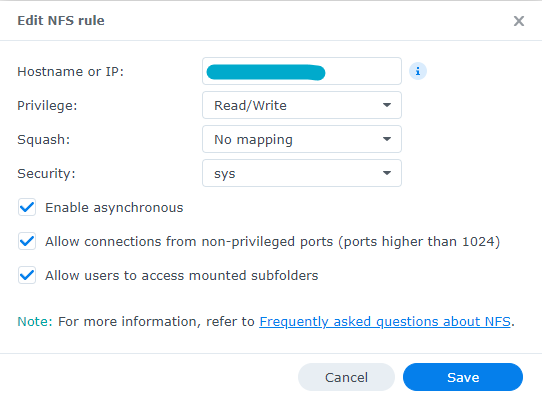 Edit NFS rule
Hostname or IP:
Privilege: Read/Write
Squash: No mapping
Security: sys
Enable asynchronous
Allow connections from non-privileged ports (ports higher than 1024)
Allow users to access mounted subfolders
Note: For more information, refer to Frequently asked questions about NFS.
Cancel Save